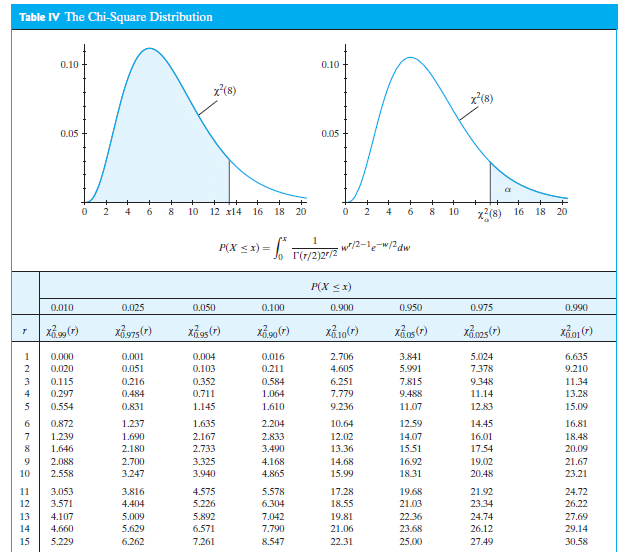 Table IV The Chi-Square Distribution
0.10
0.05
χ²(8)
0 2 4 6 8 10 12 x14 16 18 20
0.10
0.05
χ²(8)
α
0 2 4 6 8 10 χ²α(8) 16 18 20
P(X ≤ x) = ∫₀ˣ 1/(Γ(r/2)2^(r/2)) w^(r/2−1) e^(−w/2) dw
P(X ≤ x)
0.010 0.025 0.050 0.100 0.900 0.950 0.975 0.990
r χ²0.99(r) χ²0.975(r) χ²0.95(r) χ²0.90(r) χ²0.10(r) χ²0.05(r) χ²0.025(r) χ²0.01(r)
1 0.000 0.001 0.004 0.016 2.706 3.841 5.024 6.635
2 0.020 0.051 0.103 0.211 4.605 5.991 7.378 9.210
3 0.115 0.216 0.352 0.584 6.251 7.815 9.348 11.34
4 0.297 0.484 0.711 1.064 7.779 9.488 11.14 13.28
5 0.554 0.831 1.145 1.610 9.236 11.07 12.83 15.09
6 0.872 1.237 1.635 2.204 10.64 12.59 14.45 16.81
7 1.239 1.690 2.167 2.833 12.02 14.07 16.01 18.48
8 1.646 2.180 2.733 3.490 13.36 15.51 17.54 20.09
9 2.088 2.700 3.325 4.168 14.68 16.92 19.02 21.67
10 2.558 3.247 3.940 4.865 15.99 18.31 20.48 23.21
11 3.053 3.816 4.575 5.578 17.28 19.68 21.92 24.72
12 3.571 4.404 5.226 6.304 18.55 21.03 23.34 26.22
13 4.107 5.009 5.892 7.042 19.81 22.36 24.74 27.69
14 4.660 5.629 6.571 7.790 21.06 23.68 26.12 29.14
15 5.229 6.262 7.261 8.547 22.31 25.00 27.49 30.58